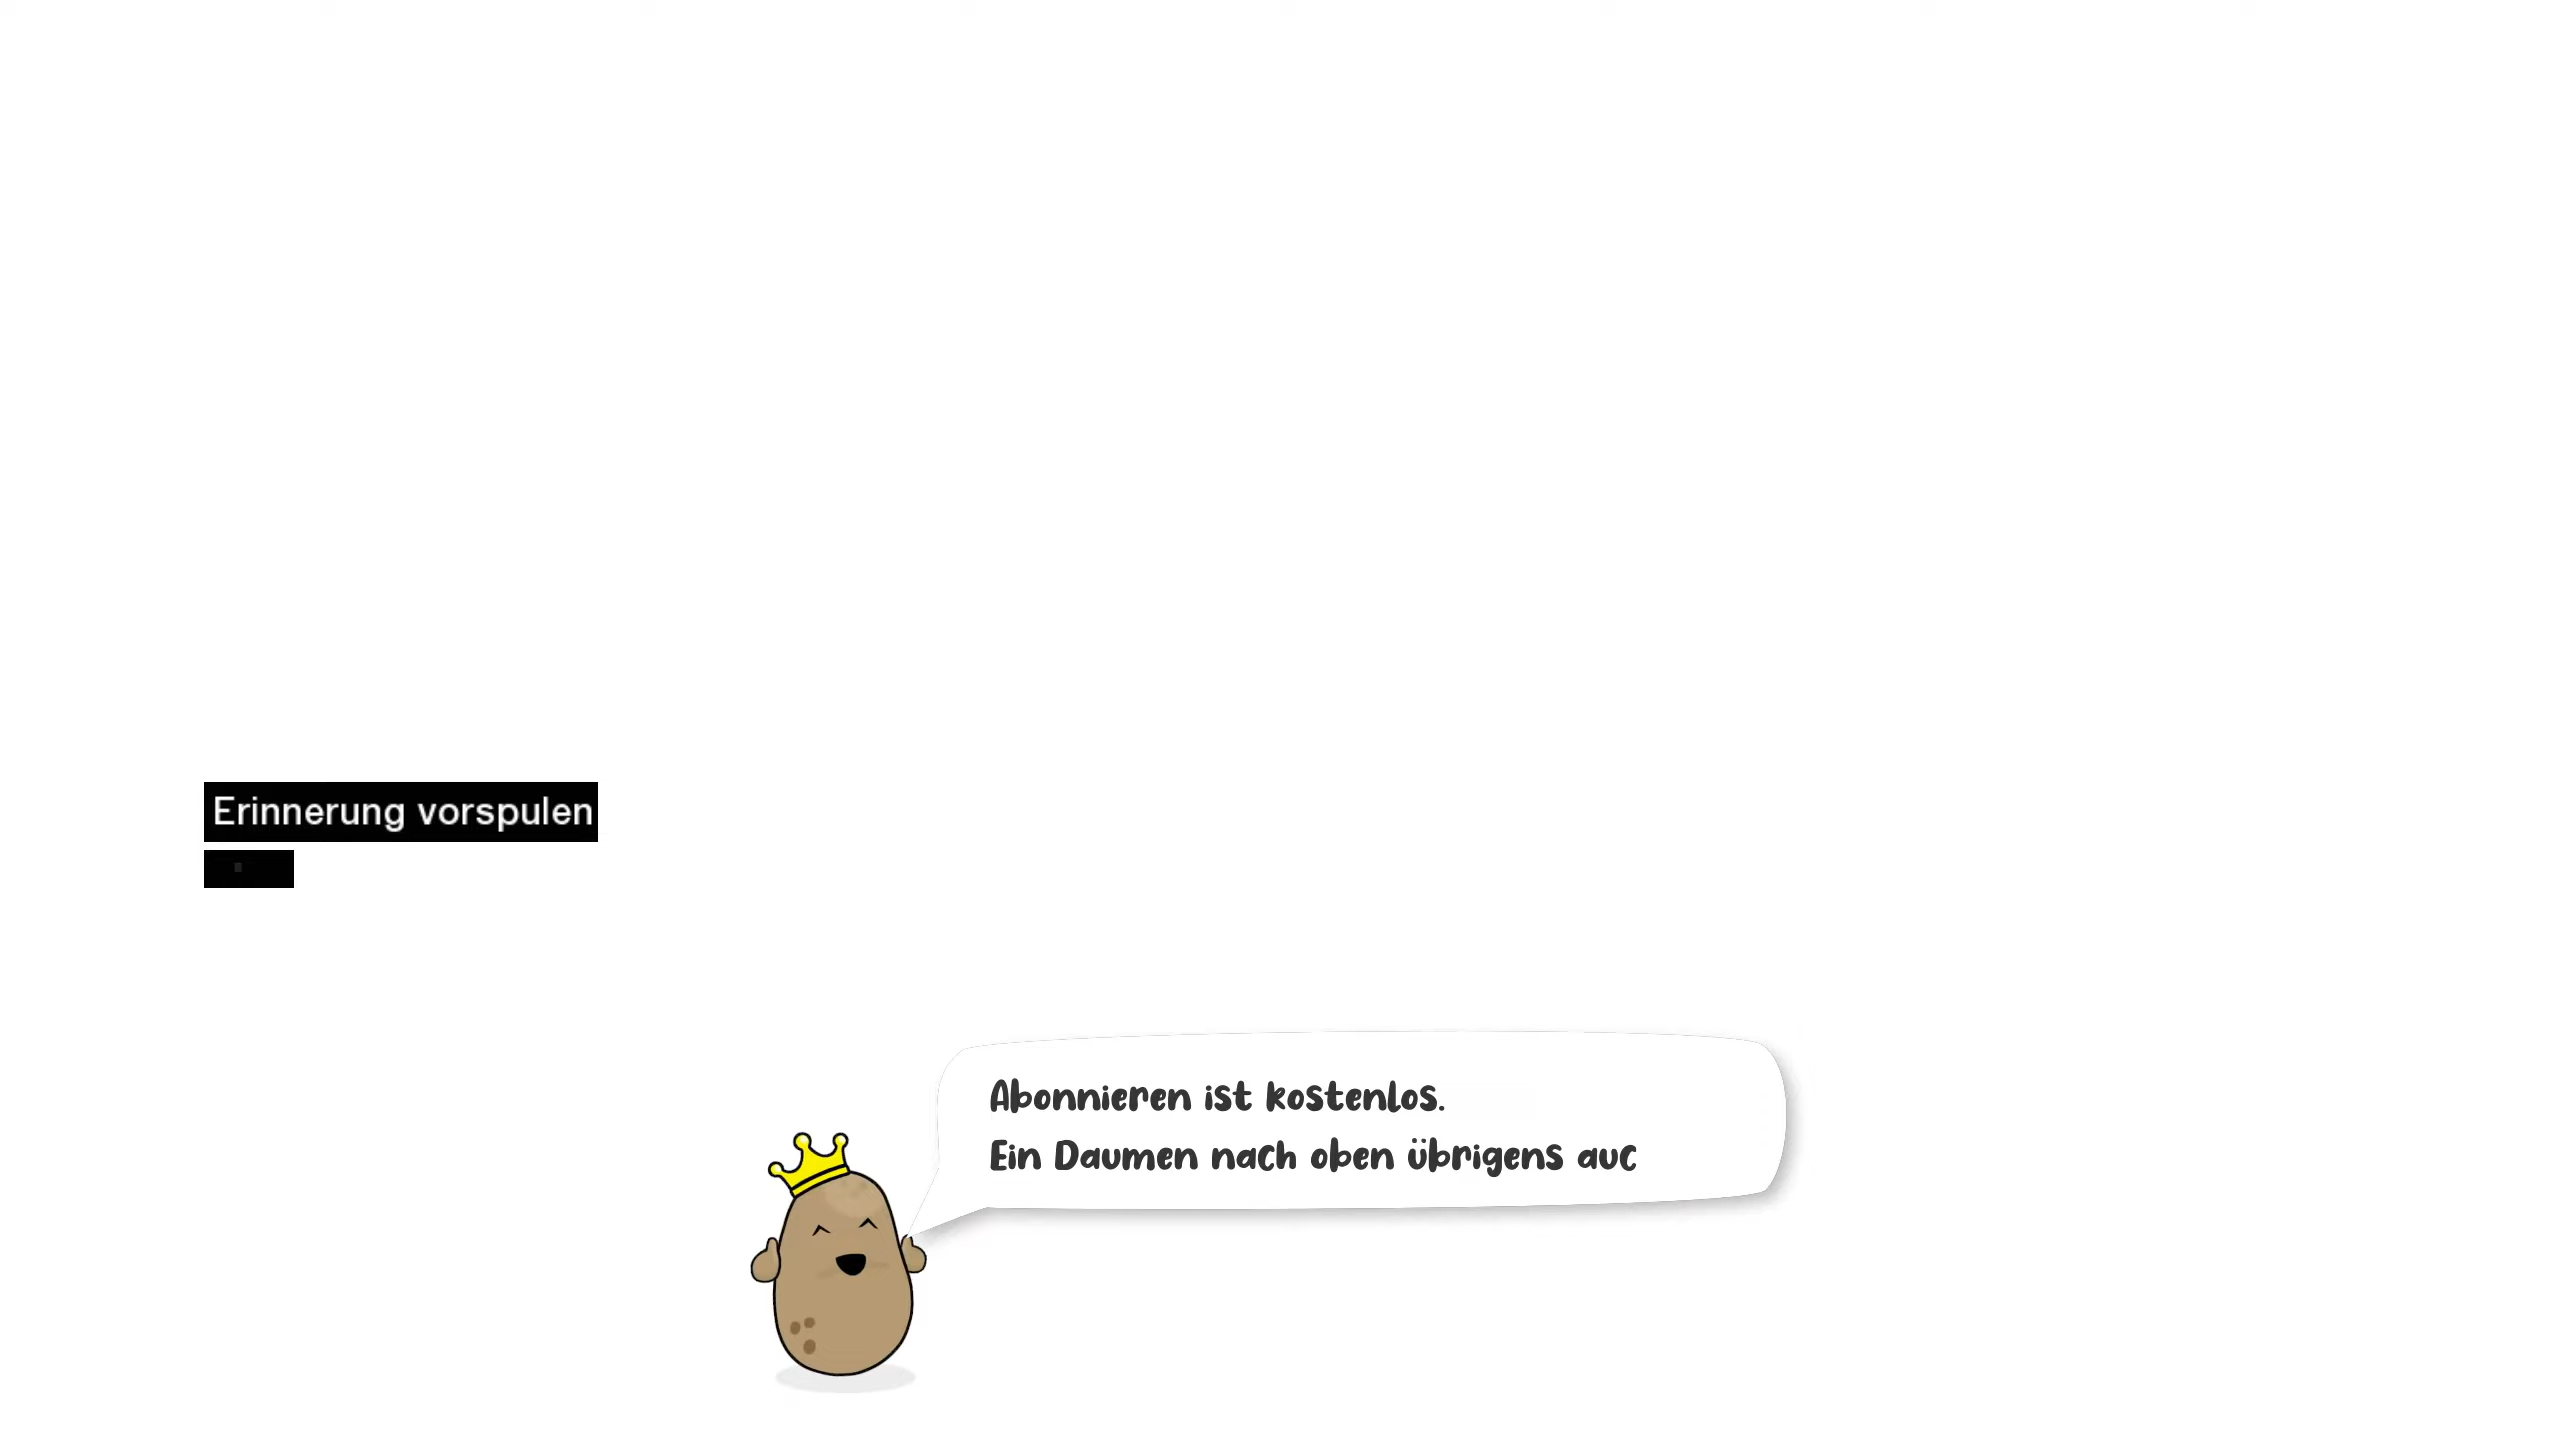 Erinnerung vorspulen
Abonnieren ist kostenlos.
Ein Daumen nach oben übrigens auc